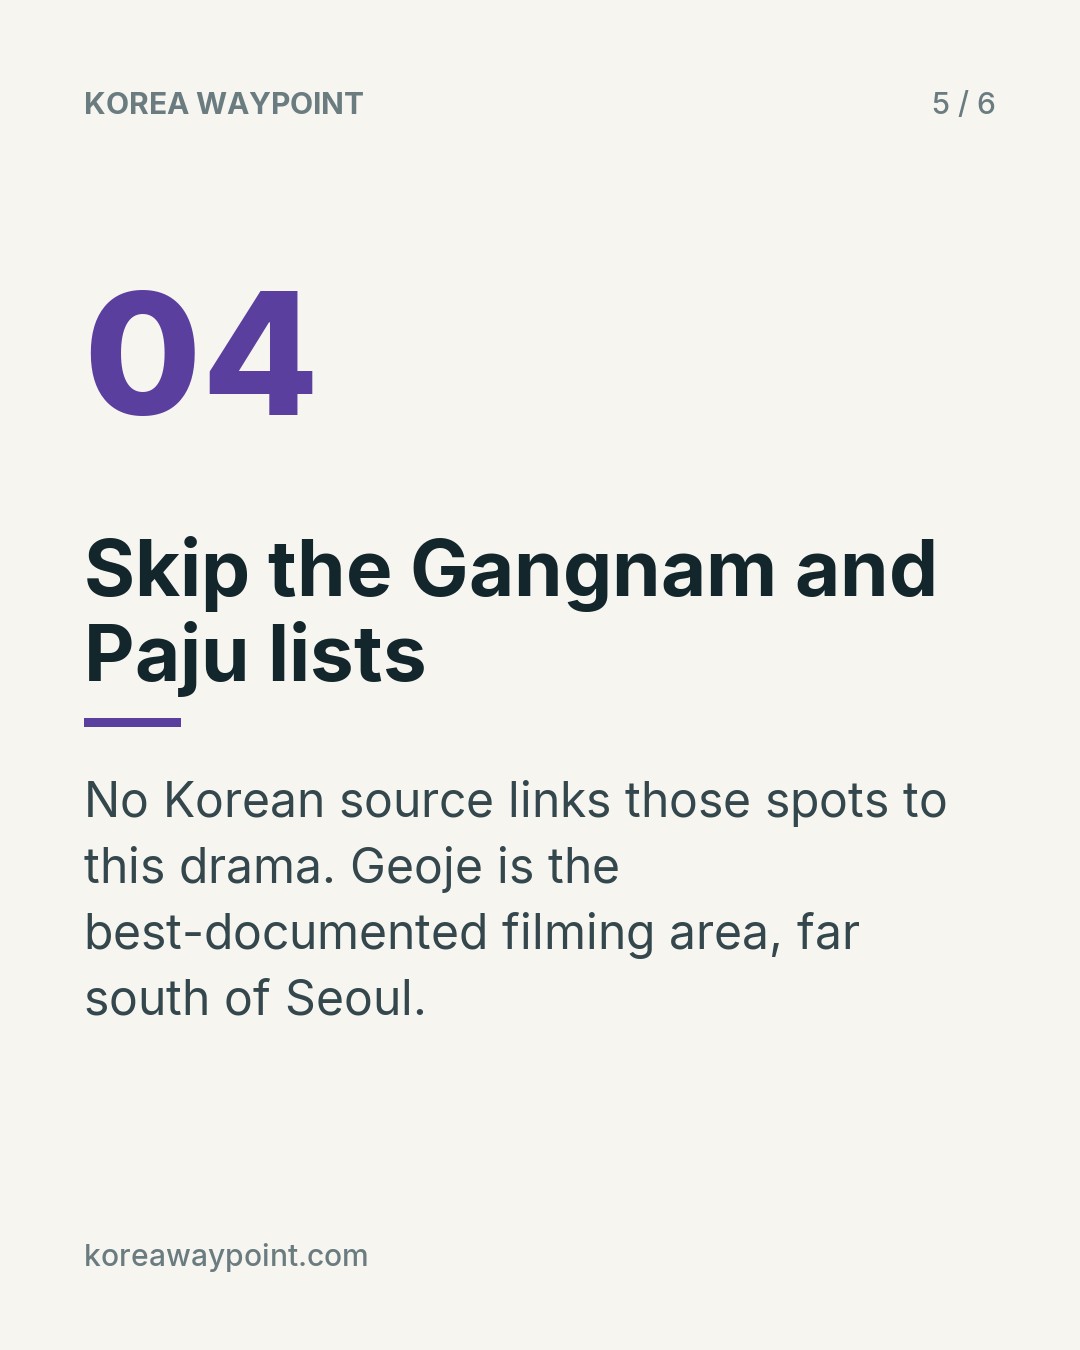 KOREA WAYPOINT
5 / 6
04
Skip the Gangnam and
Paju lists
No Korean source links those spots to
this drama. Geoje is the
best-documented filming area, far
south of Seoul.
koreawaypoint.com